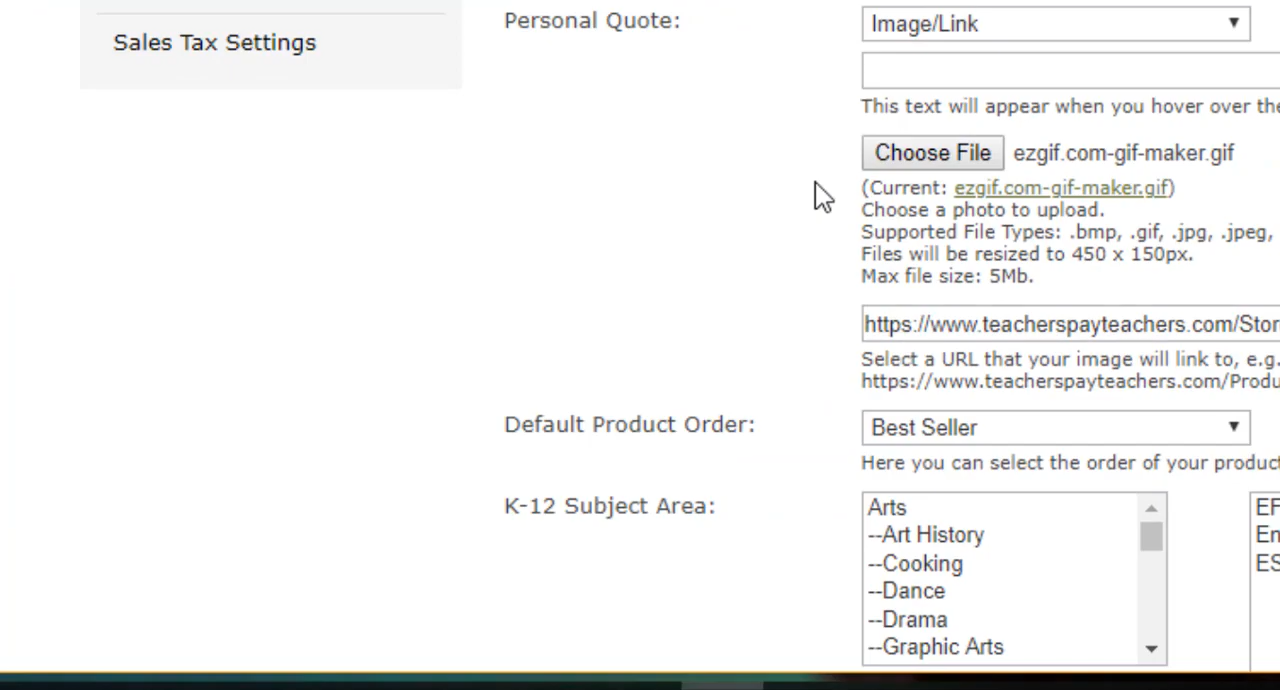 Sales Tax Settings
Personal Quote:
Image/Link
This text will appear when you hover over the
Choose File ezgif.com-gif-maker.gif
(Current: ezgif.com-gif-maker.gif)
Choose a photo to upload.
Supported File Types: .bmp, .gif, .jpg, .jpeg,
Files will be resized to 450 x 150px.
Max file size: 5Mb.
https://www.teacherspayteachers.com/Stor
Select a URL that your image will link to, e.g.
https://www.teacherspayteachers.com/Produ
Default Product Order:
Best Seller
Here you can select the order of your product
K-12 Subject Area:
Arts
--Art History
--Cooking
--Dance
--Drama
--Graphic Arts
EF
En
ES